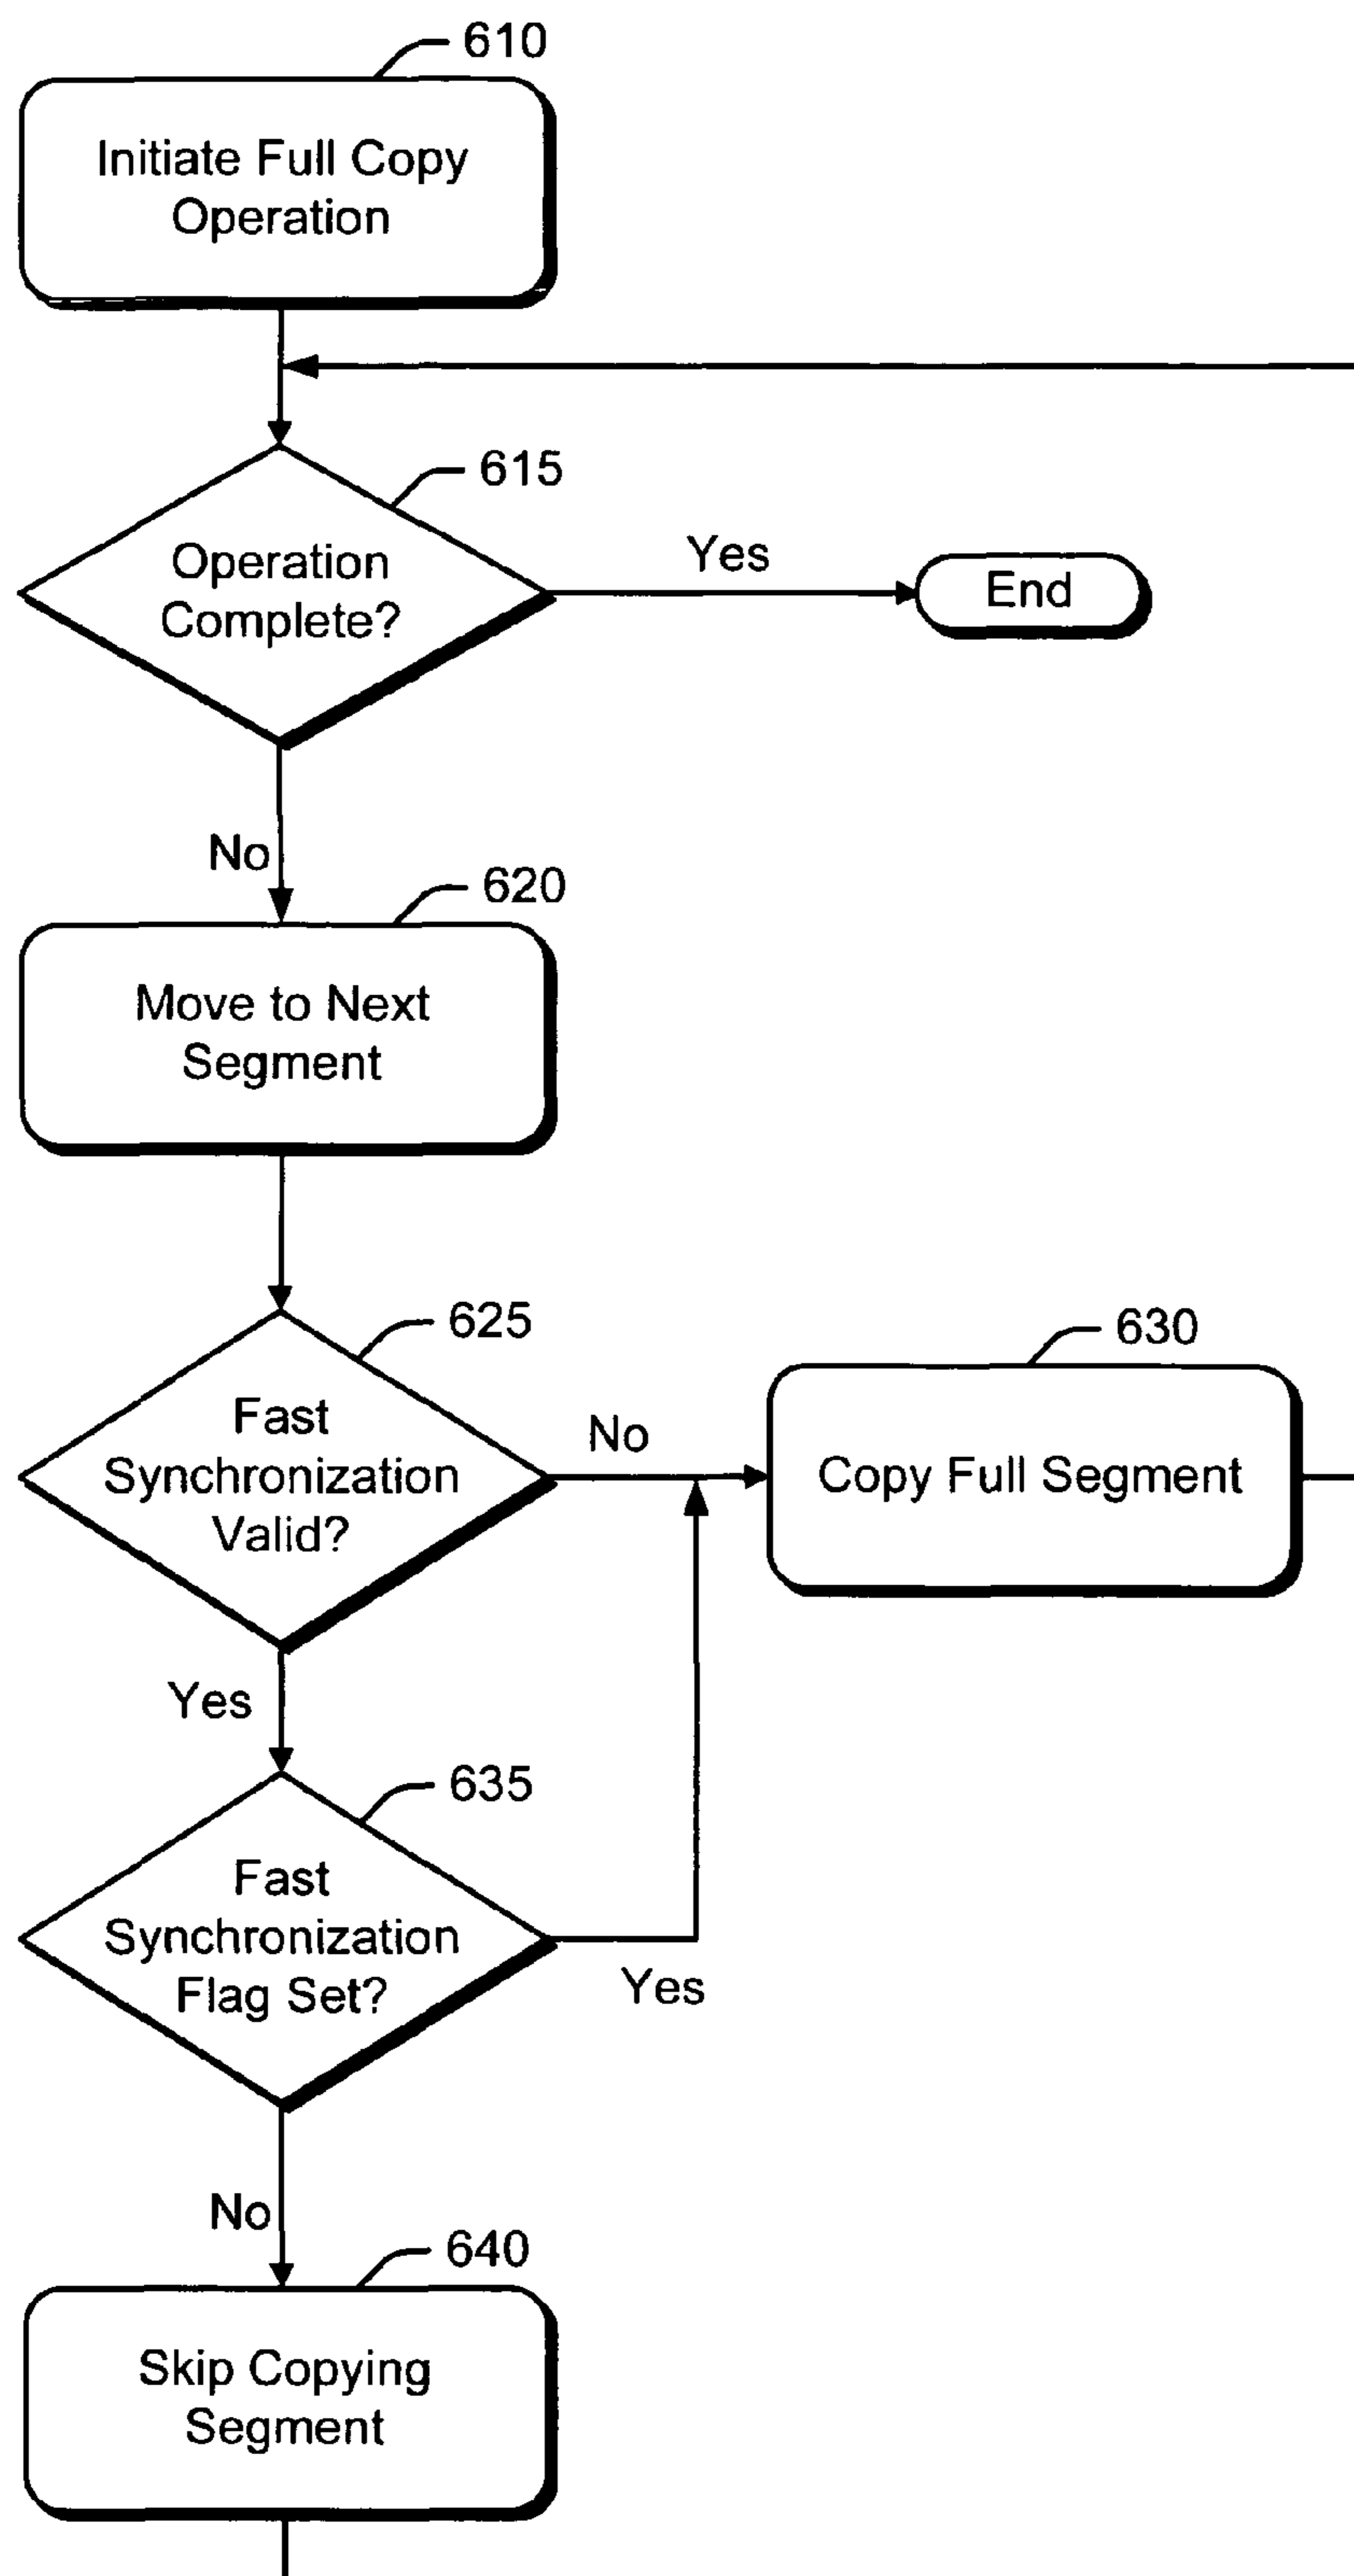 610
Initiate Full Copy
Operation
615
Operation
Complete?
Yes
End
No
620
Move to Next
Segment
625
Fast
Synchronization
Valid?
No
630
Copy Full Segment
Yes
635
Fast
Synchronization
Flag Set?
Yes
No
640
Skip Copying
Segment